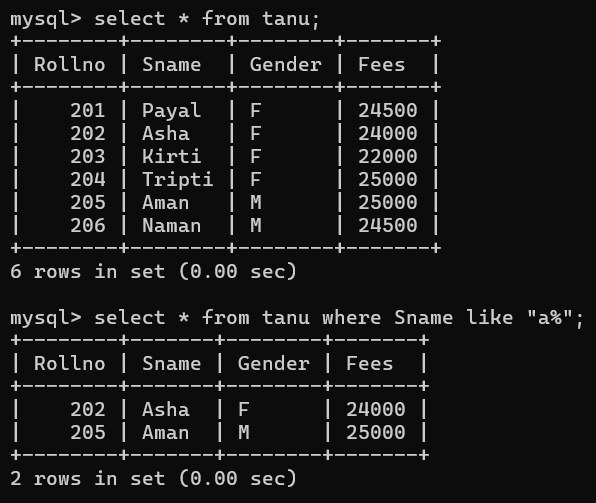 mysql> select * from tanu;
+--------+--------+--------+-------+
| Rollno | Sname  | Gender | Fees  |
+--------+--------+--------+-------+
|    201 | Payal  | F      | 24500 |
|    202 | Asha   | F      | 24000 |
|    203 | Kirti  | F      | 22000 |
|    204 | Tripti | F      | 25000 |
|    205 | Aman   | M      | 25000 |
|    206 | Naman  | M      | 24500 |
+--------+--------+--------+-------+
6 rows in set (0.00 sec)
mysql> select * from tanu where Sname like "a%";
+--------+-------+--------+-------+
| Rollno | Sname | Gender | Fees  |
+--------+-------+--------+-------+
|    202 | Asha  | F      | 24000 |
|    205 | Aman  | M      | 25000 |
+--------+-------+--------+-------+
2 rows in set (0.00 sec)